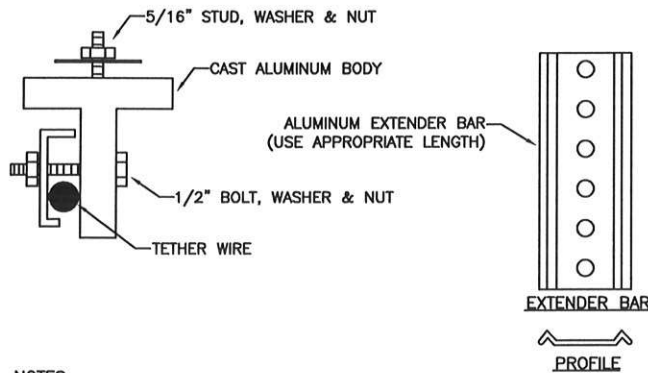 5/16" STUD, WASHER & NUT
CAST ALUMINUM BODY
ALUMINUM EXTENDER BAR
(USE APPROPRIATE LENGTH)
1/2" BOLT, WASHER & NUT
TETHER WIRE
EXTENDER BAR
PROFILE